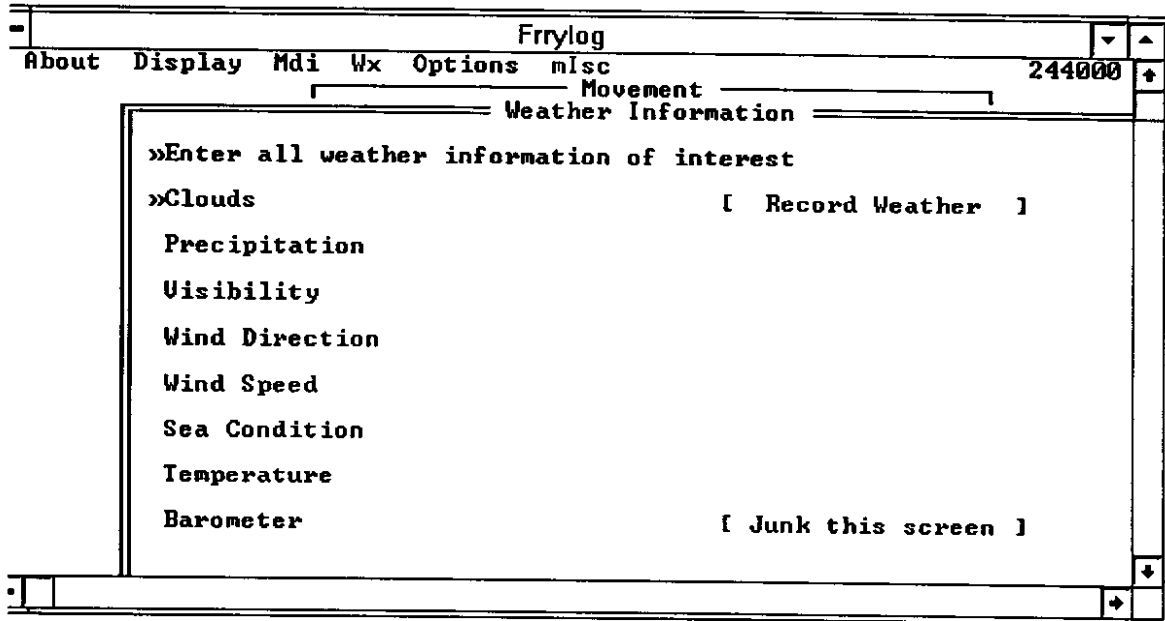 Frrylog
About Display Mdi Wx Options mIsc 244000
Movement
Weather Information
»Enter all weather information of interest
»Clouds [ Record Weather ]
Precipitation
Visibility
Wind Direction
Wind Speed
Sea Condition
Temperature
Barometer [ Junk this screen ]